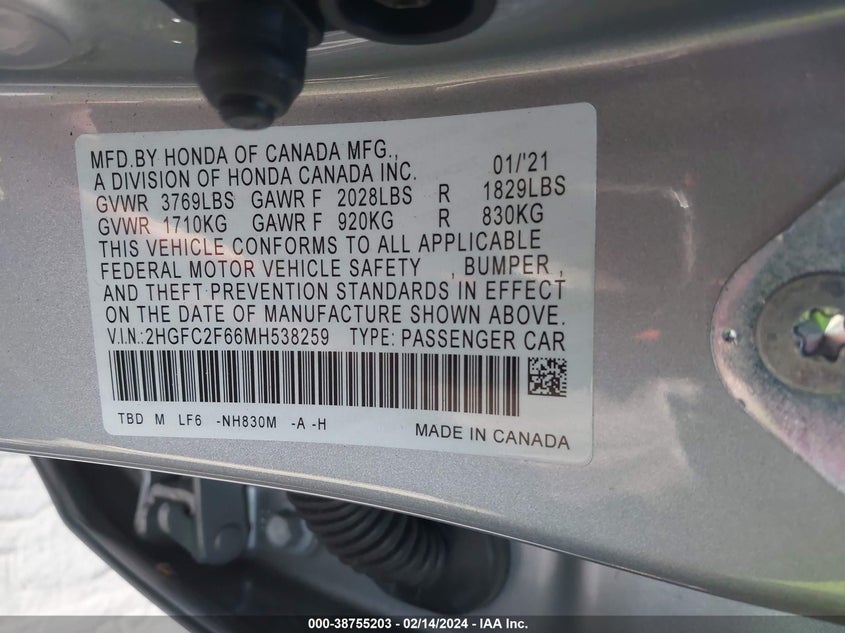 MFD.BY HONDA OF CANADA MFG.,
A DIVISION OF HONDA CANADA INC. 01/'21
GVWR 3769LBS GAWR F 2028LBS R 1829LBS
GVWR 1710KG GAWR F 920KG R 830KG
THIS VEHICLE CONFORMS TO ALL APPLICABLE
FEDERAL MOTOR VEHICLE SAFETY , BUMPER ,
AND THEFT PREVENTION STANDARDS IN EFFECT
ON THE DATE OF MANUFACTURE SHOWN ABOVE.
V.I.N.:2HGFC2F66MH538259 TYPE: PASSENGER CAR
TBD M LF6 -NH830M -A -H
MADE IN CANADA
000-38755203 - 02/14/2024 - IAA Inc.